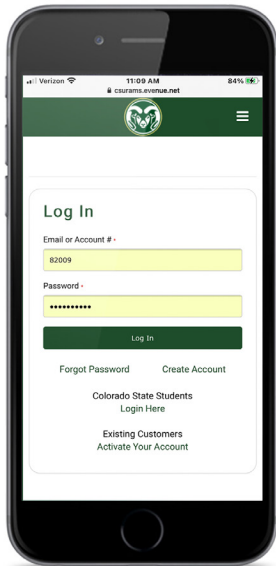 Verizon 11:09 AM 84%
csurams.evenue.net
Log In
Email or Account # *
82009
Password *
••••••••••
Log In
Forgot Password Create Account
Colorado State Students
Login Here
Existing Customers
Activate Your Account